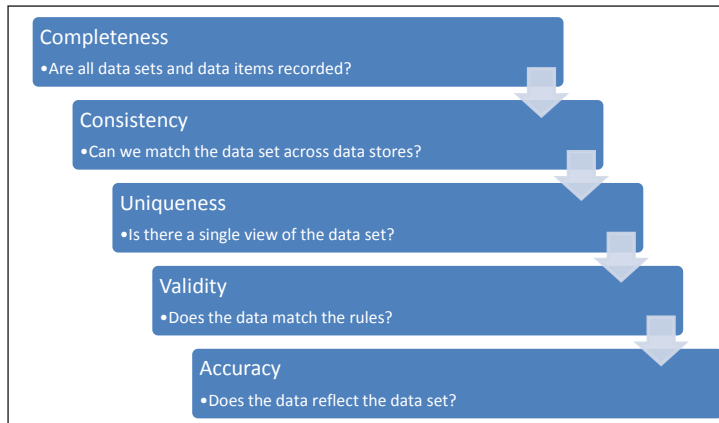 Completeness
•Are all data sets and data items recorded?
Consistency
•Can we match the data set across data stores?
Uniqueness
•Is there a single view of the data set?
Validity
•Does the data match the rules?
Accuracy
•Does the data reflect the data set?